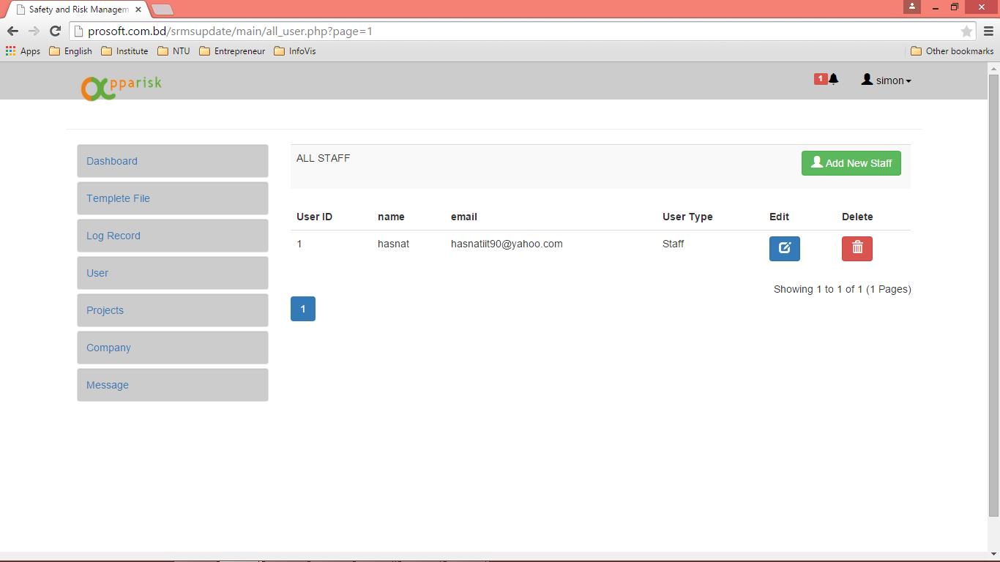 Safety and Risk Managem
prosoft.com.bd/srmsupdate/main/all_user.php?page=1
Apps English Institute NTU Entrepreneur InfoVis Other bookmarks
pparisk 1 simon
Dashboard
Templete File
Log Record
User
Projects
Company
Message
ALL STAFF Add New Staff
User ID name email User Type Edit Delete
1 hasnat hasnatiit90@yahoo.com Staff
Showing 1 to 1 of 1 (1 Pages)
1